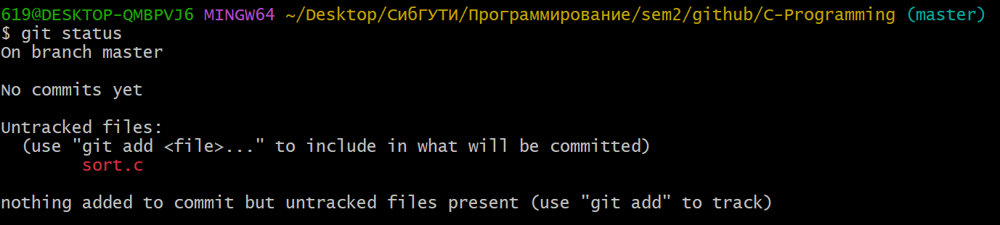 619@DESKTOP-QMBPVJ6 MINGW64 ~/Desktop/СибГУТИ/Программирование/sem2/github/C-Programming (master)
$ git status
On branch master
No commits yet
Untracked files:
  (use "git add <file>..." to include in what will be committed)
        sort.c
nothing added to commit but untracked files present (use "git add" to track)